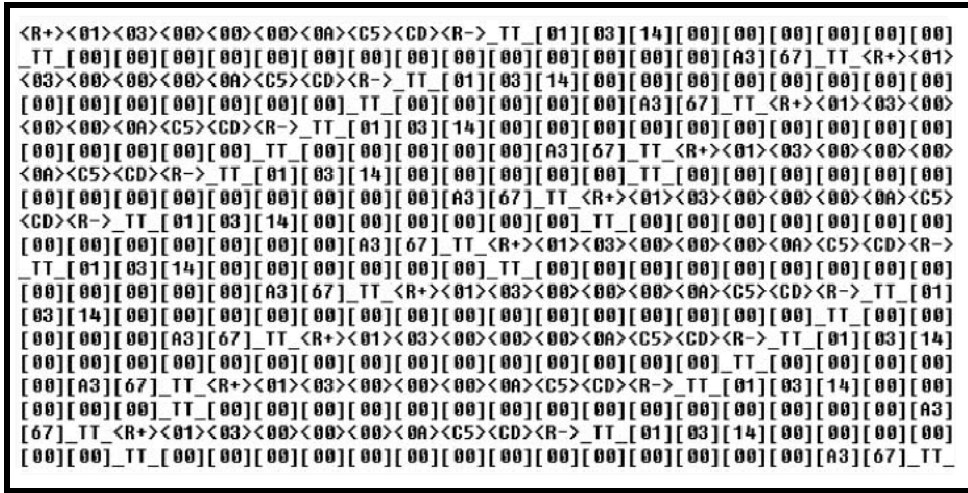 <R+><01><03><00><00><00><0A><C5><CD><R->_TT_[01][03][14][00][00][00][00][00][00]
_TT_[00][00][00][00][00][00][00][00][00][00][00][00][00][00][A3][67]_TT_<R+><01>
<03><00><00><00><0A><C5><CD><R->_TT_[01][03][14][00][00][00][00][00][00][00][00]
[00][00][00][00][00][00][00]_TT_[00][00][00][00][00][A3][67]_TT_<R+><01><03><00>
<00><00><0A><C5><CD><R->_TT_[01][03][14][00][00][00][00][00][00][00][00][00][00]
[00][00][00][00][00]_TT_[00][00][00][00][00][A3][67]_TT_<R+><01><03><00><00><00>
<0A><C5><CD><R->_TT_[01][03][14][00][00][00][00][00]_TT_[00][00][00][00][00][00]
[00][00][00][00][00][00][00][00][00][A3][67]_TT_<R+><01><03><00><00><00><0A><C5>
<CD><R->_TT_[01][03][14][00][00][00][00][00][00]_TT_[00][00][00][00][00][00][00]
[00][00][00][00][00][00][00][A3][67]_TT_<R+><01><03><00><00><00><0A><C5><CD><R->
_TT_[01][03][14][00][00][00][00][00][00]_TT_[00][00][00][00][00][00][00][00][00]
[00][00][00][00][00][A3][67]_TT_<R+><01><03><00><00><00><0A><C5><CD><R->_TT_[01]
[03][14][00][00][00][00][00][00][00][00][00][00][00][00][00][00][00]_TT_[00][00]
[00][00][00][A3][67]_TT_<R+><01><03><00><00><00><0A><C5><CD><R->_TT_[01][03][14]
[00][00][00][00][00][00][00][00][00][00][00][00][00][00][00]_TT_[00][00][00][00]
[00][A3][67]_TT_<R+><01><03><00><00><00><0A><C5><CD><R->_TT_[01][03][14][00][00]
[00][00][00]_TT_[00][00][00][00][00][00][00][00][00][00][00][00][00][00][00][A3]
[67]_TT_<R+><01><03><00><00><00><0A><C5><CD><R->_TT_[01][03][14][00][00][00][00]
[00][00]_TT_[00][00][00][00][00][00][00][00][00][00][00][00][00][00][A3][67]_TT_